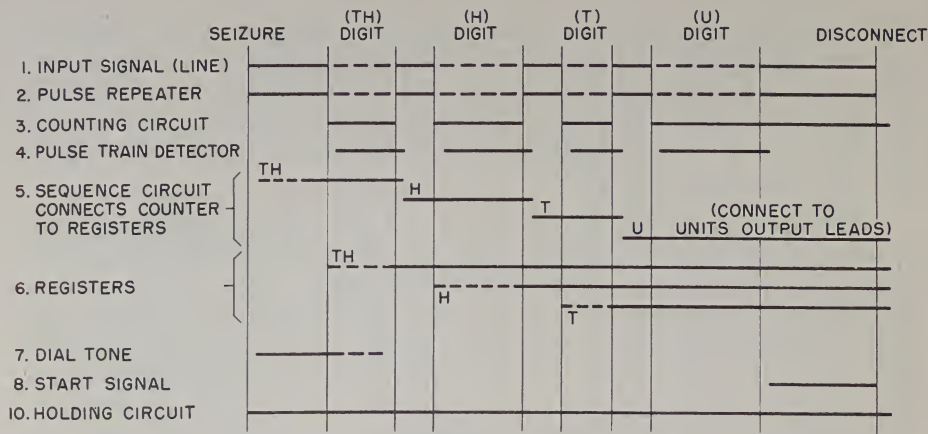 SEIZURE
(TH)
DIGIT
(H)
DIGIT
(T)
DIGIT
(U)
DIGIT
DISCONNECT
1. INPUT SIGNAL (LINE)
2. PULSE REPEATER
3. COUNTING CIRCUIT
4. PULSE TRAIN DETECTOR
TH
5. SEQUENCE CIRCUIT
CONNECTS COUNTER
TO REGISTERS
H
T
U
(CONNECT TO
UNITS OUTPUT LEADS)
TH
6. REGISTERS
H
T
7. DIAL TONE
8. START SIGNAL
10. HOLDING CIRCUIT